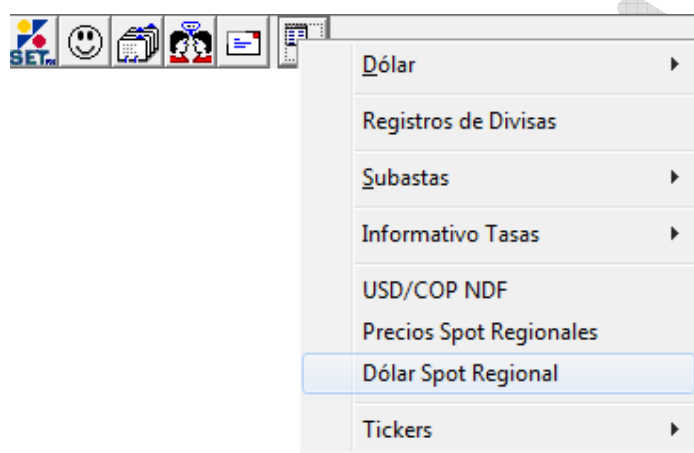 SET FX
Dólar
Registros de Divisas
Subastas
Informativo Tasas
USD/COP NDF
Precios Spot Regionales
Dólar Spot Regional
Tickers